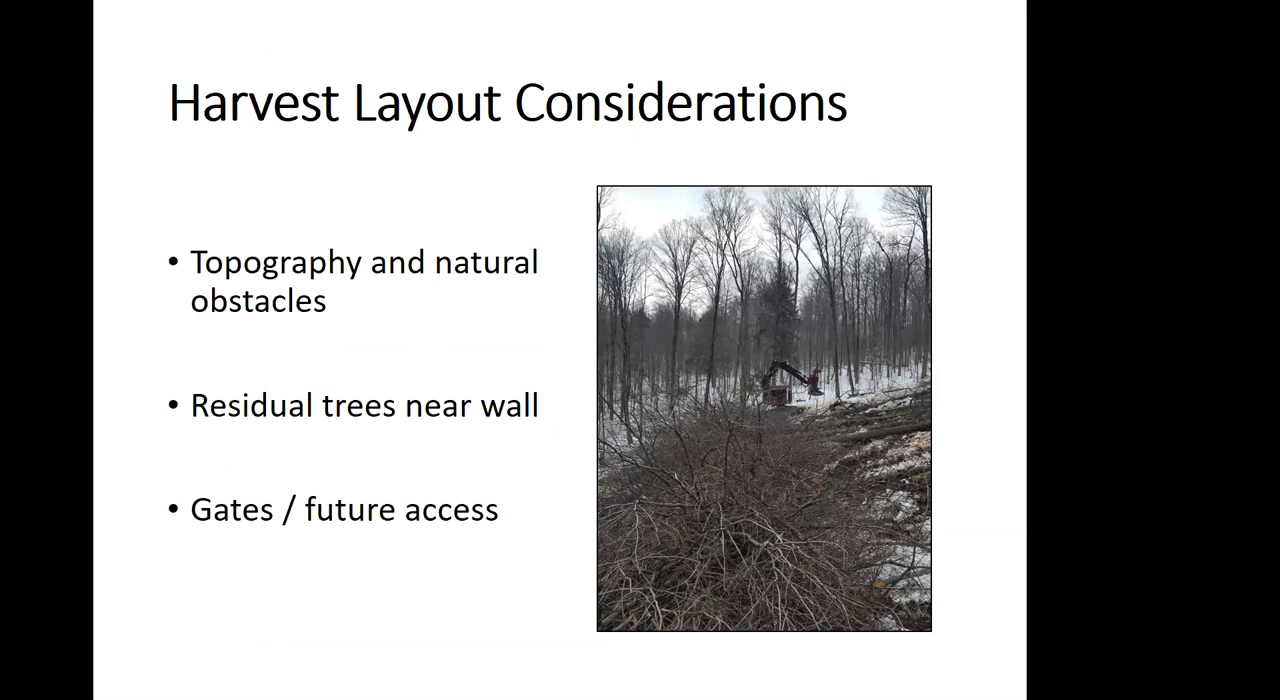 Harvest Layout Considerations
• Topography and natural
obstacles
• Residual trees near wall
• Gates / future access